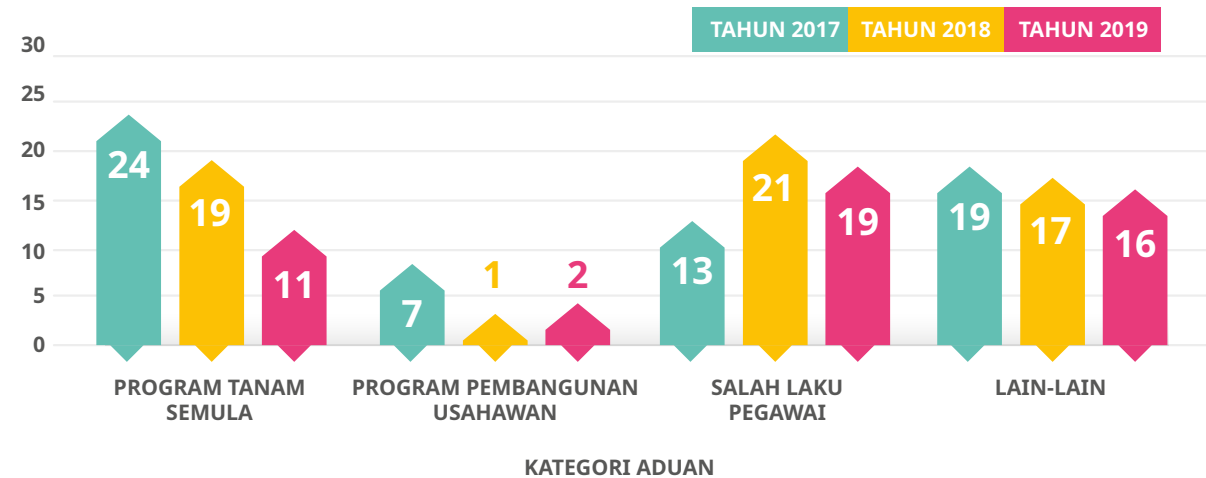 TAHUN 2017 TAHUN 2018 TAHUN 2019
30
25
20
15
10
5
0
24
19
11
7
1
2
13
21
19
19
17
16
PROGRAM TANAM
SEMULA
PROGRAM PEMBANGUNAN
USAHAWAN
SALAH LAKU
PEGAWAI
LAIN-LAIN
KATEGORI ADUAN